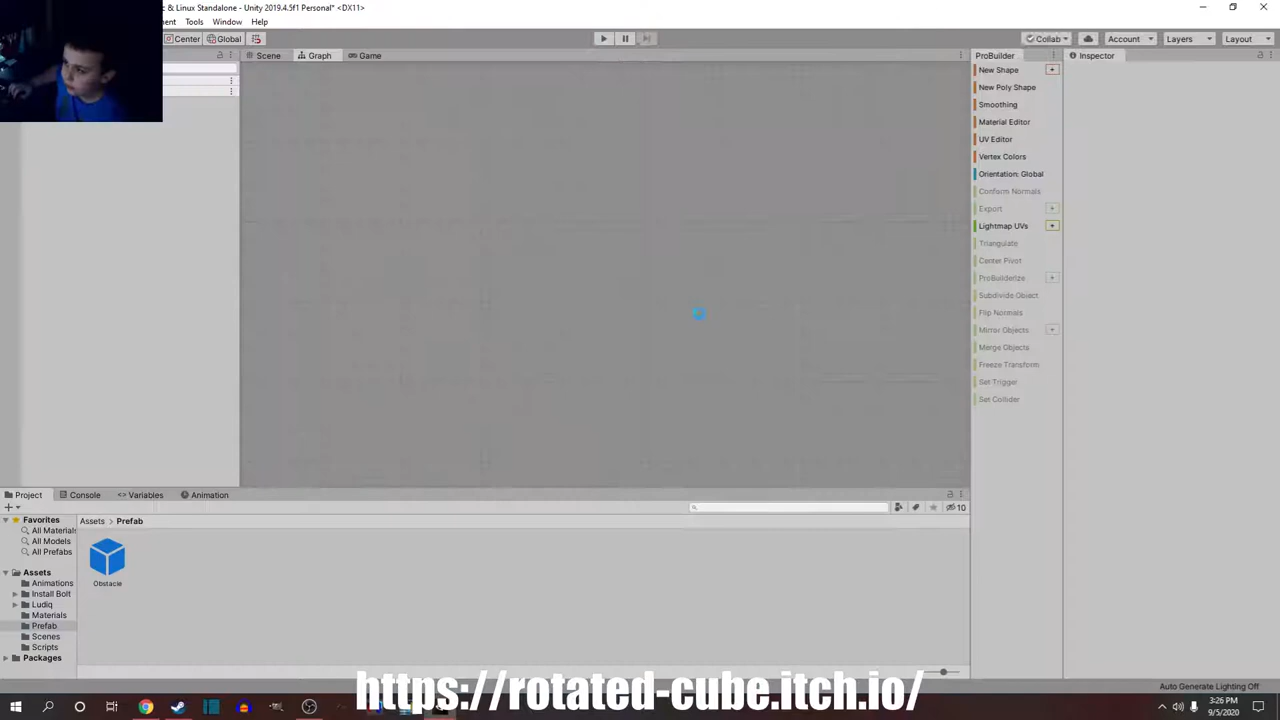 c & Linux Standalone - Unity 2019.4.5f1 Personal* <DX11>
ment Tools Window Help
Center Global
Collab Account Layers Layout
Scene Graph Game
ProBuilder
Inspector
New Shape
New Poly Shape
Smoothing
Material Editor
UV Editor
Vertex Colors
Orientation: Global
Conform Normals
Export
Lightmap UVs
Triangulate
Center Pivot
ProBuilderize
Subdivide Object
Flip Normals
Mirror Objects
Merge Objects
Freeze Transform
Set Trigger
Set Collider
Project Console Variables Animation
10
Favorites
All Material
All Models
All Prefabs
Assets
Animations
Install Bolt
Ludiq
Materials
Prefab
Scenes
Scripts
Packages
Assets > Prefab
Obstacle
https://rotated-cube.itch.io/
Auto Generate Lighting Off
3:26 PM
9/5/2020